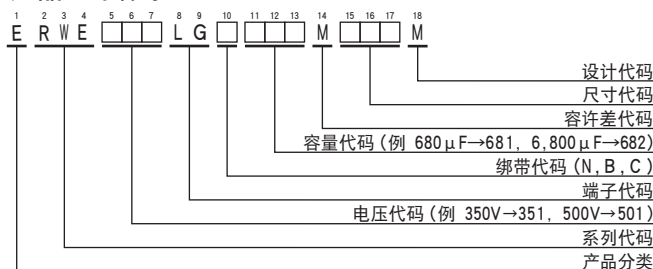 1 2 3 4 5 6 7 8 9 10 11 12 13 14 15 16 17 18
E R W E □□□ L G □ □□□ M □□□ M
设计代码
尺寸代码
容许差代码
容量代码 (例 680μF→681, 6,800μF→682)
绑带代码 (N,B,C)
端子代码
电压代码 (例 350V→351, 500V→501)
系列代码
产品分类